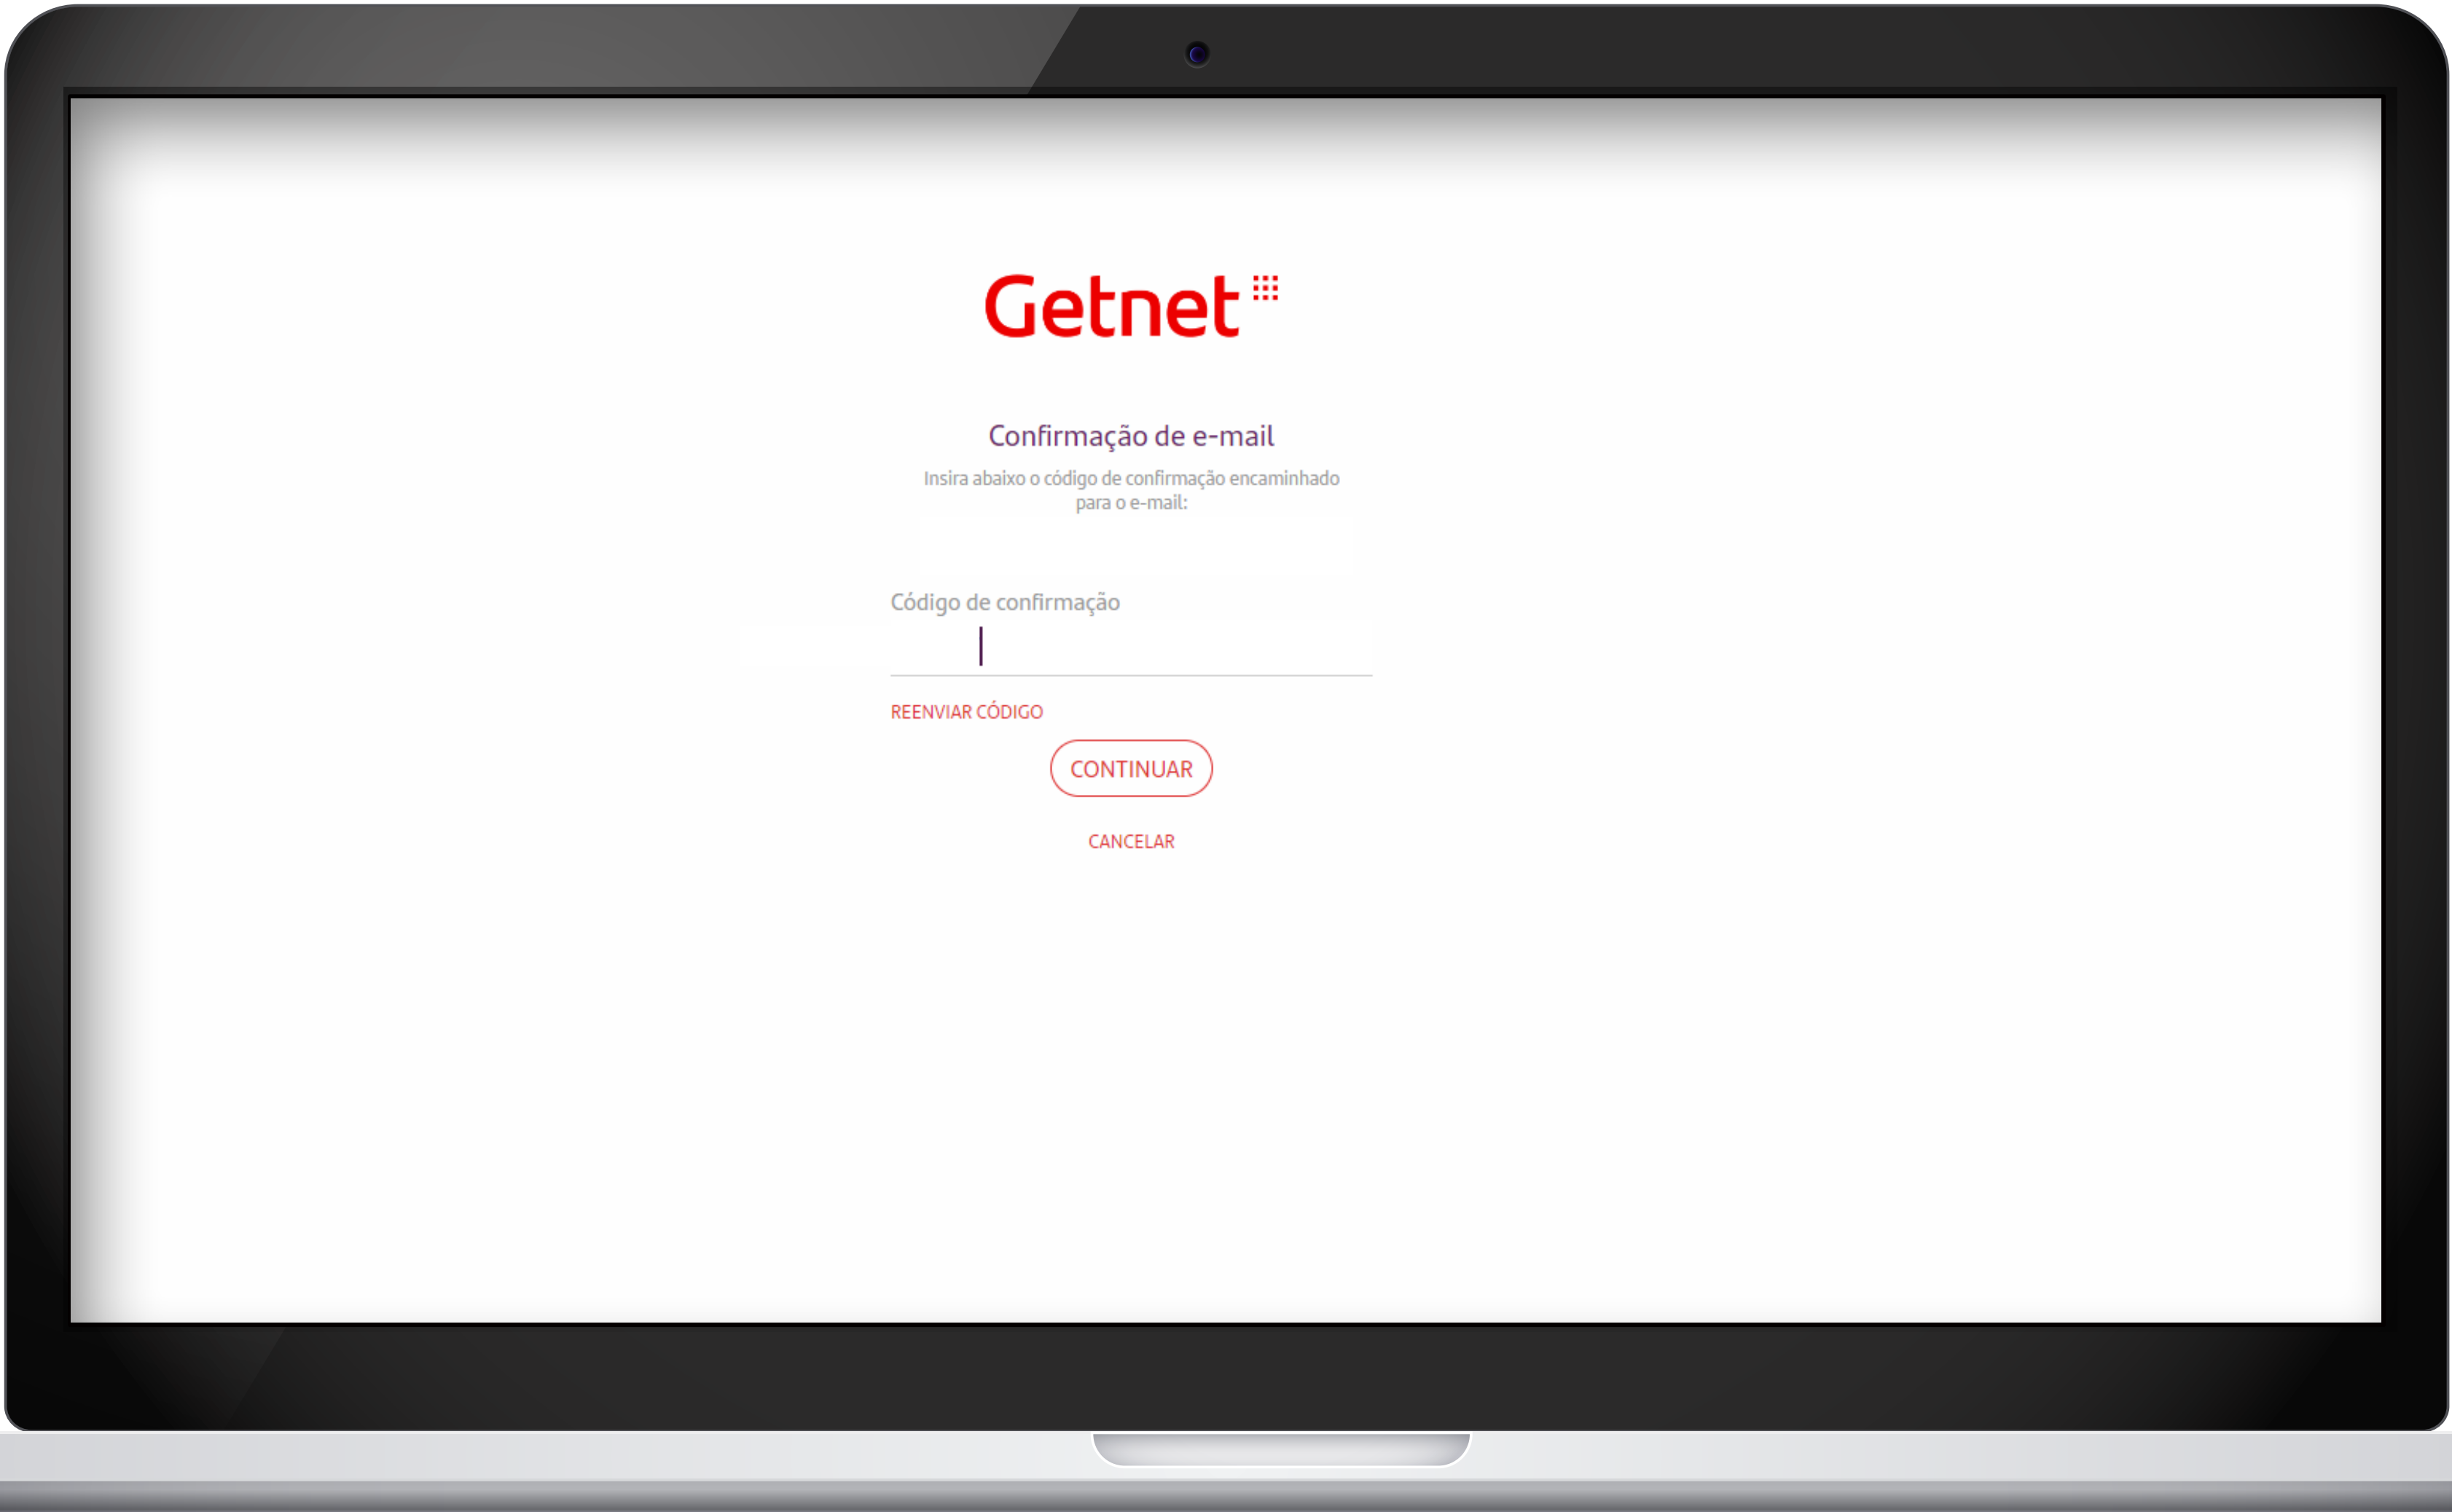 Getnet
Confirmação de e-mail
Insira abaixo o código de confirmação encaminhado
para o e-mail:
Código de confirmação
REENVIAR CÓDIGO
CONTINUAR
CANCELAR